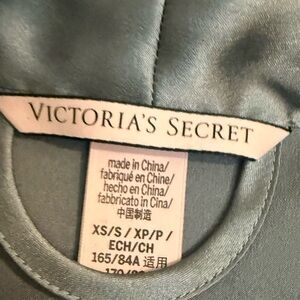 VICTORIA'S SECRET
made in China/
fabriqué en Chine/
hecho en China/
fabbricato in Cina/
中国制造
XS/S / XP/P /
ECH/CH
165/84A 适用